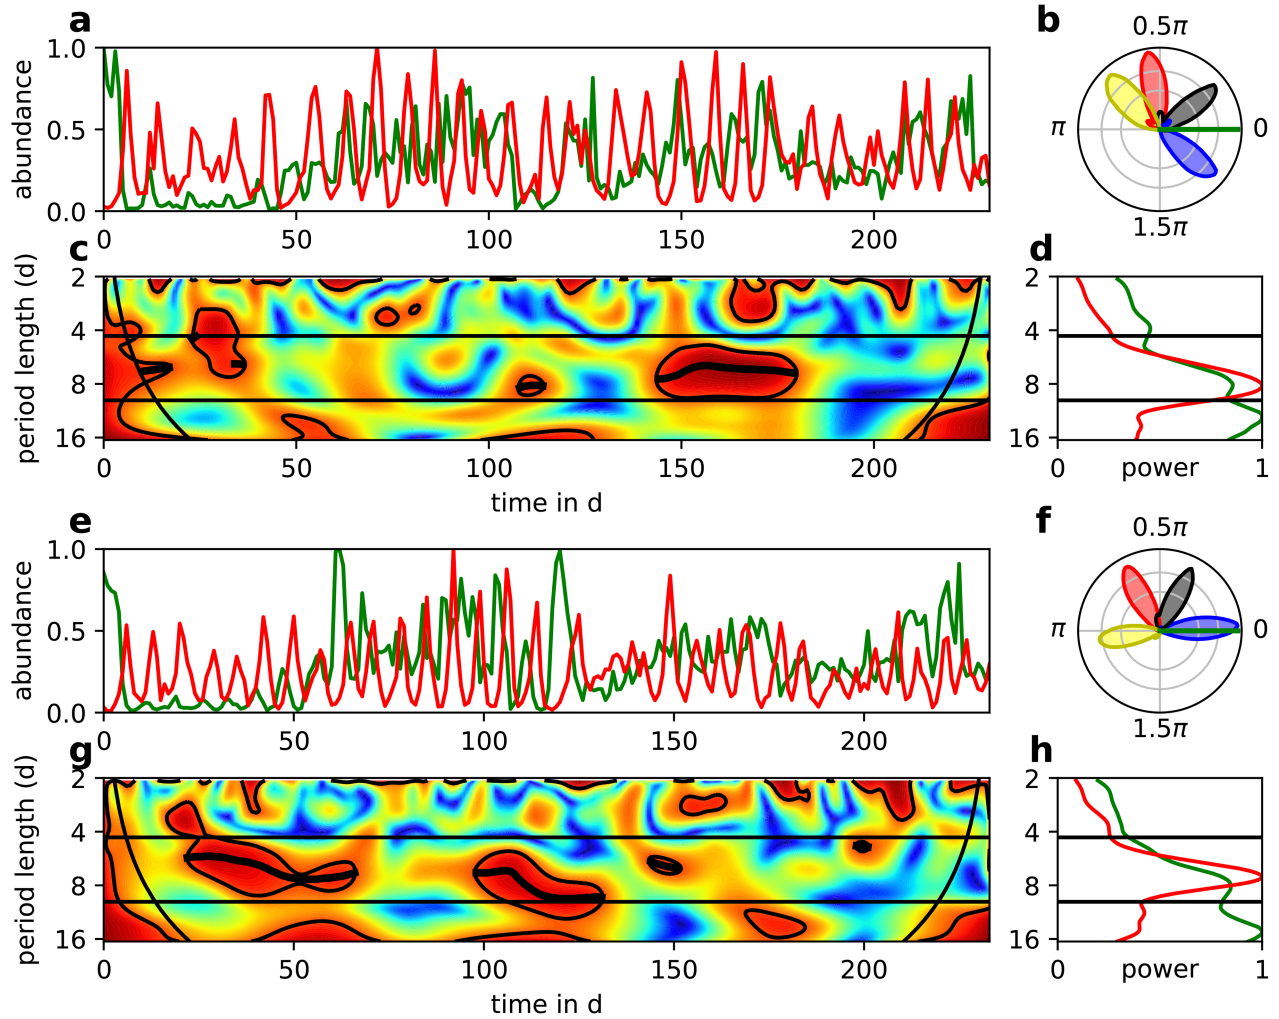 a
abundance
1.0
0.5
0.0
0 50 100 150 200
b
0.5π
π 0
1.5π
c
period length (d)
2
4
8
16
0 50 100 150 200
time in d
d
2
4
8
16
0 power 1
e
abundance
1.0
0.5
0.0
0 50 100 150 200
f
0.5π
π 0
1.5π
g
period length (d)
2
4
8
16
0 50 100 150 200
time in d
h
2
4
8
16
0 power 1